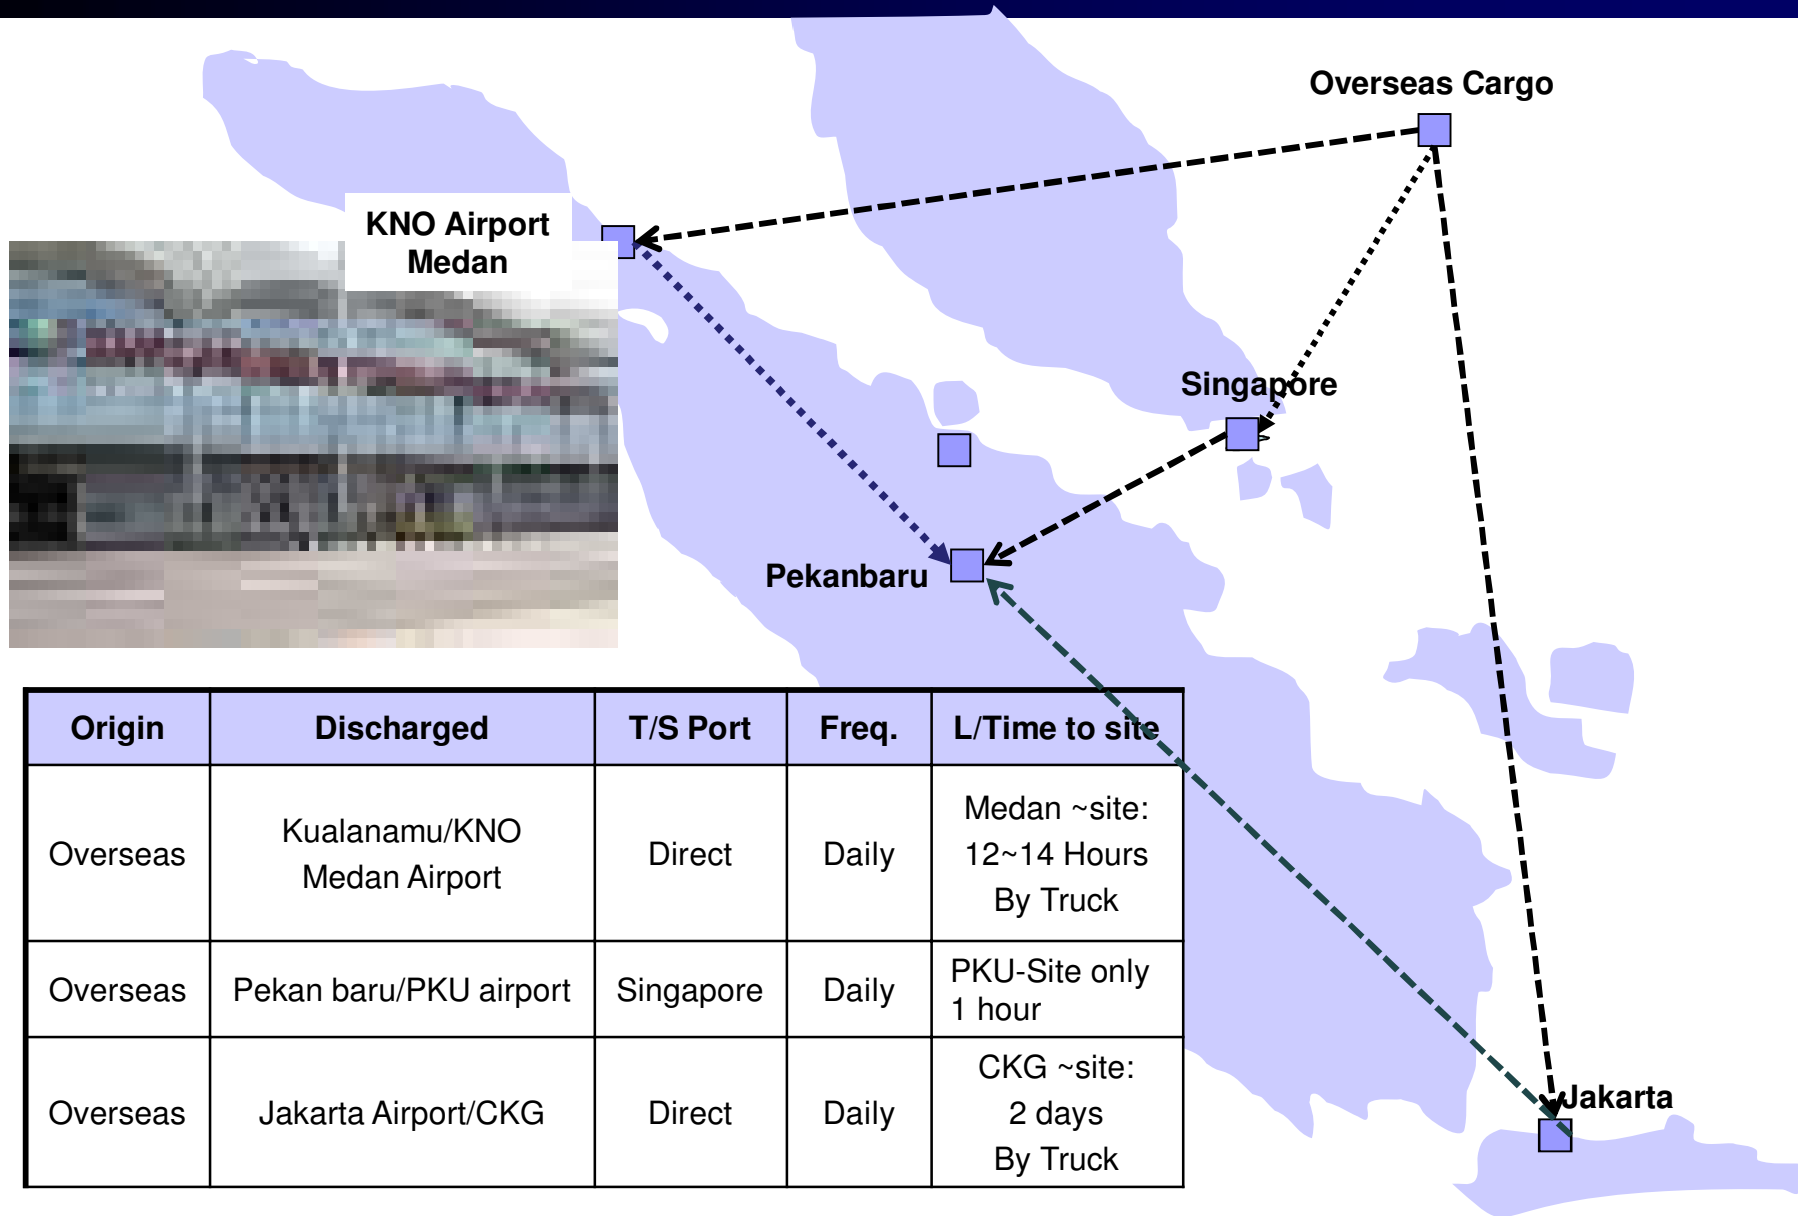 Overseas Cargo
KNO Airport
Medan
Singapore
Pekanbaru
Jakarta
Origin
Discharged
T/S Port
Freq.
L/Time to site
Overseas
Kualanamu/KNO
Medan Airport
Direct
Daily
Medan ~site:
12~14 Hours
By Truck
Overseas
Pekan baru/PKU airport
Singapore
Daily
PKU-Site only
1 hour
Overseas
Jakarta Airport/CKG
Direct
Daily
CKG ~site:
2 days
By Truck